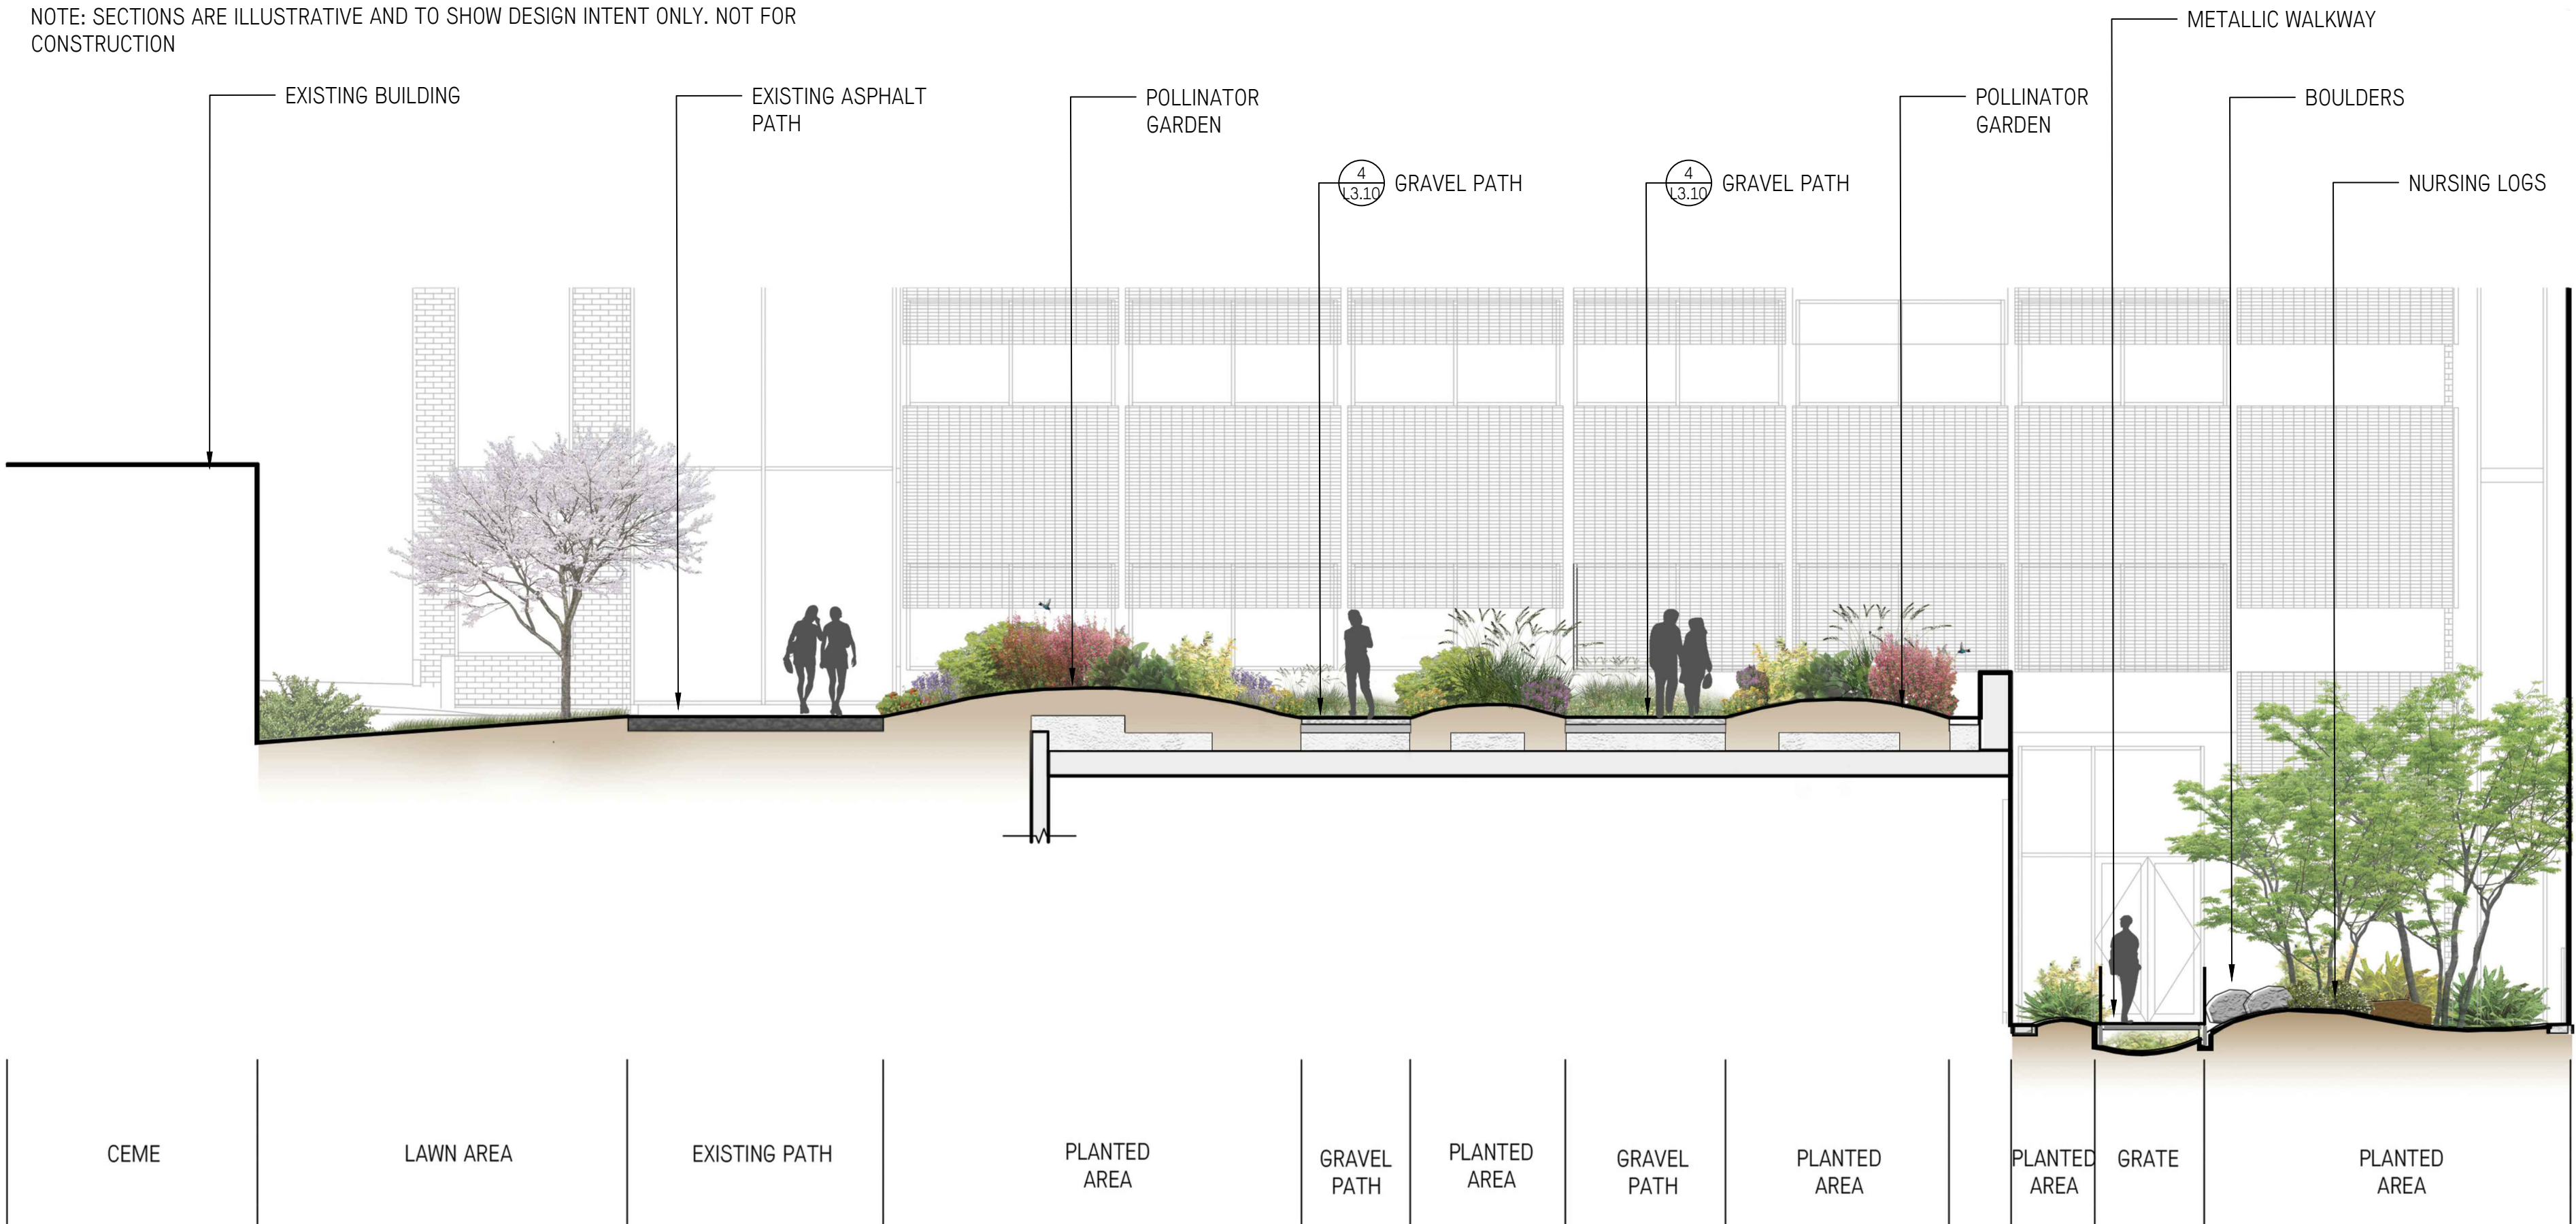 NOTE: SECTIONS ARE ILLUSTRATIVE AND TO SHOW DESIGN INTENT ONLY. NOT FOR
CONSTRUCTION
METALLIC WALKWAY
EXISTING BUILDING
EXISTING ASPHALT
PATH
POLLINATOR
GARDEN
POLLINATOR
GARDEN
BOULDERS
4
L3.10
GRAVEL PATH
4
L3.10
GRAVEL PATH
NURSING LOGS
CEME
LAWN AREA
EXISTING PATH
PLANTED
AREA
GRAVEL
PATH
PLANTED
AREA
GRAVEL
PATH
PLANTED
AREA
PLANTED
AREA
GRATE
PLANTED
AREA